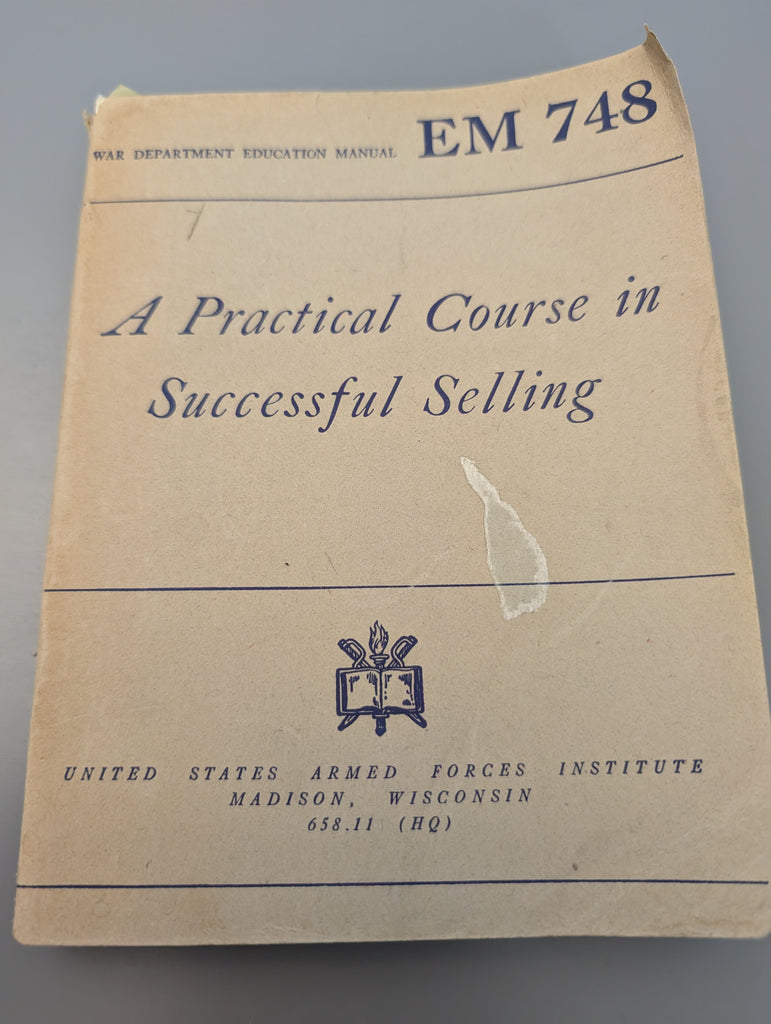 WAR DEPARTMENT EDUCATION MANUAL EM 748
A Practical Course in
Successful Selling
UNITED STATES ARMED FORCES INSTITUTE
MADISON, WISCONSIN
658.11 (HQ)